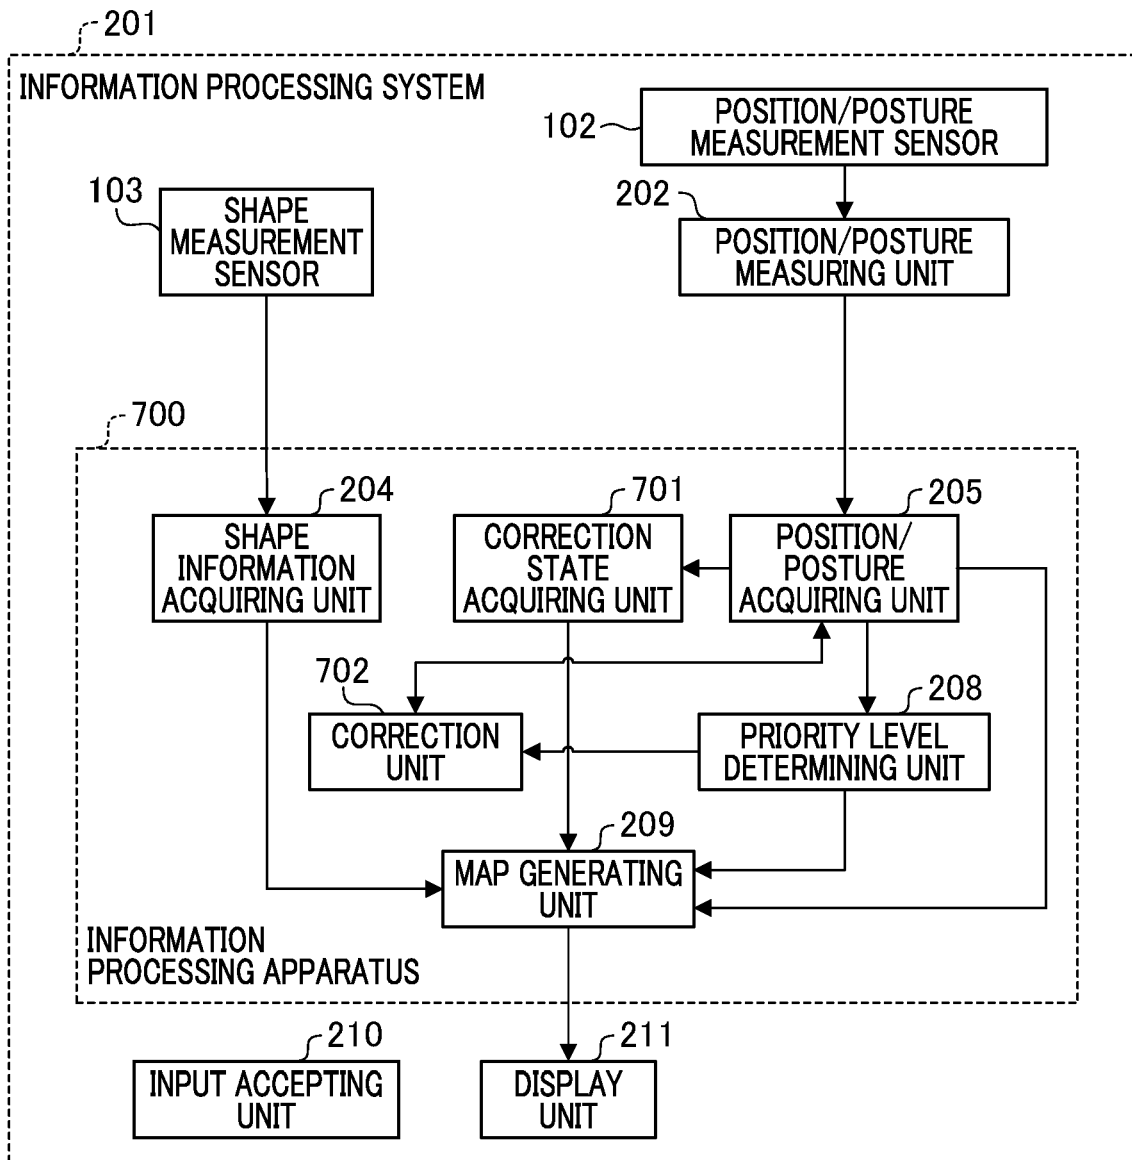 201
INFORMATION PROCESSING SYSTEM
102
POSITION/POSTURE
MEASUREMENT SENSOR
103
SHAPE
MEASUREMENT
SENSOR
202
POSITION/POSTURE
MEASURING UNIT
700
204
SHAPE
INFORMATION
ACQUIRING UNIT
701
CORRECTION
STATE
ACQUIRING UNIT
205
POSITION/
POSTURE
ACQUIRING UNIT
702
CORRECTION
UNIT
208
PRIORITY LEVEL
DETERMINING UNIT
209
MAP GENERATING
UNIT
INFORMATION
PROCESSING APPARATUS
210
INPUT ACCEPTING
UNIT
211
DISPLAY
UNIT